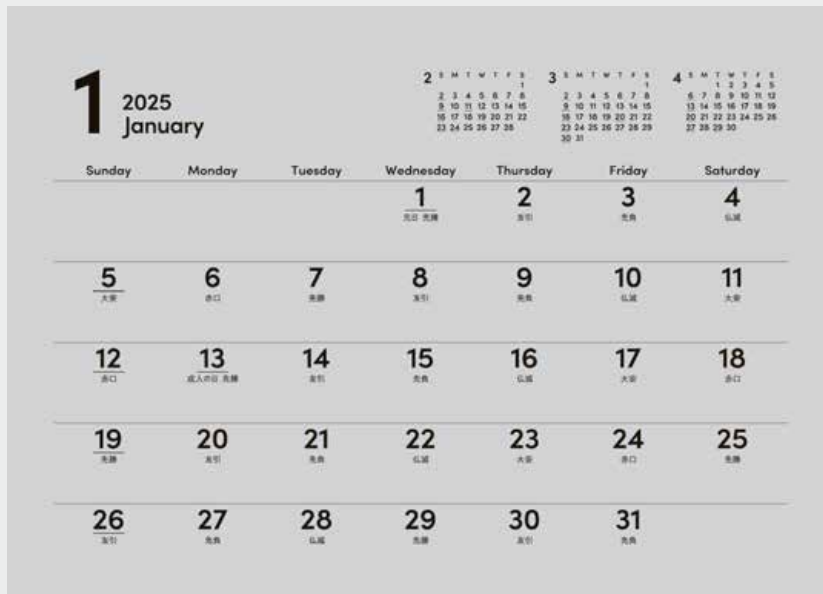 1
2025
January
2 S M T W T F S
1
2 3 4 5 6 7 8
9 10 11 12 13 14 15
16 17 18 19 20 21 22
23 24 25 26 27 28
3 S M T W T F S
1
2 3 4 5 6 7 8
9 10 11 12 13 14 15
16 17 18 19 20 21 22
23 24 25 26 27 28 29
30 31
4 S M T W T F S
1 2 3 4 5
6 7 8 9 10 11 12
13 14 15 16 17 18 19
20 21 22 23 24 25 26
27 28 29 30
Sunday Monday Tuesday Wednesday Thursday Friday Saturday
1 2 3 4
元日 先勝 友引 先負 仏滅
5 6 7 8 9 10 11
大安 赤口 先勝 友引 先負 仏滅 大安
12 13 14 15 16 17 18
赤口 成人の日 先勝 友引 先負 仏滅 大安 赤口
19 20 21 22 23 24 25
先勝 友引 先負 仏滅 大安 赤口 先勝
26 27 28 29 30 31
友引 先負 仏滅 先勝 友引 先負